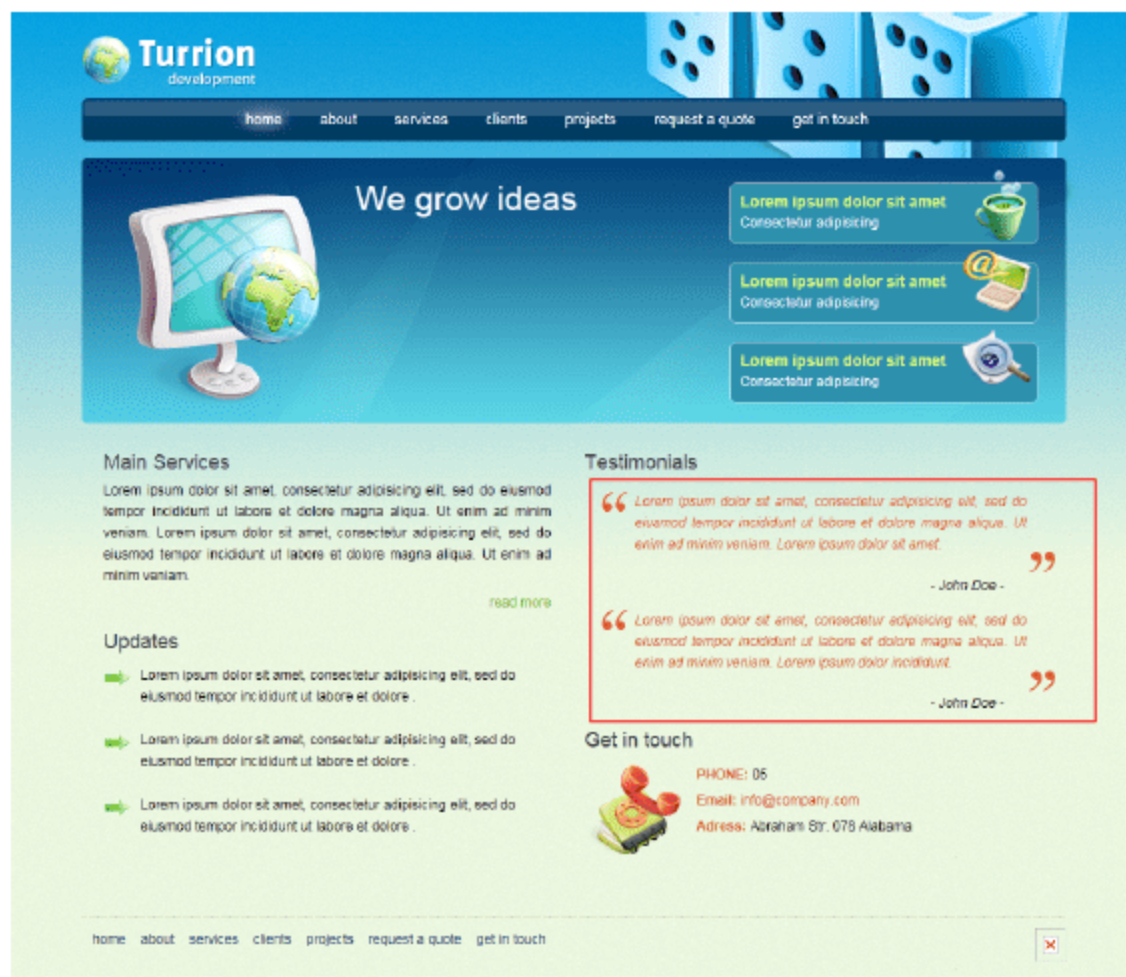 Turrion
development
home about services clients projects request a quote get in touch
We grow ideas
Lorem ipsum dolor sit amet
Consectetur adipisicing
Lorem ipsum dolor sit amet
Consectetur adipisicing
Lorem ipsum dolor sit amet
Consectetur adipisicing
Main Services
Lorem ipsum dolor sit amet, consectetur adipisicing elit, sed do eiusmod
tempor incididunt ut labore et dolore magna aliqua. Ut enim ad minim
veniam. Lorem ipsum dolor sit amet, consectetur adipisicing elit, sed do
eiusmod tempor incididunt ut labore et dolore magna aliqua. Ut enim ad
minim veniam.
read more
Updates
Lorem ipsum dolor sit amet, consectetur adipisicing elit, sed do
eiusmod tempor incididunt ut labore et dolore .
Lorem ipsum dolor sit amet, consectetur adipisicing elit, sed do
eiusmod tempor incididunt ut labore et dolore .
Lorem ipsum dolor sit amet, consectetur adipisicing elit, sed do
eiusmod tempor incididunt ut labore et dolore .
Testimonials
“ Lorem ipsum dolor sit amet, consectetur adipisicing elit, sed do
eiusmod tempor incididunt ut labore et dolore magna aliqua. Ut
enim ad minim veniam. Lorem ipsum dolor sit amet. ”
- John Doe -
“ Lorem ipsum dolor sit amet, consectetur adipisicing elit, sed do
eiusmod tempor incididunt ut labore et dolore magna aliqua. Ut
enim ad minim veniam. Lorem ipsum dolor incididunt. ”
- John Doe -
Get in touch
PHONE: 05
Email: info@company.com
Adress: Abraham Str. 078 Alabama
home about services clients projects request a quote get in touch